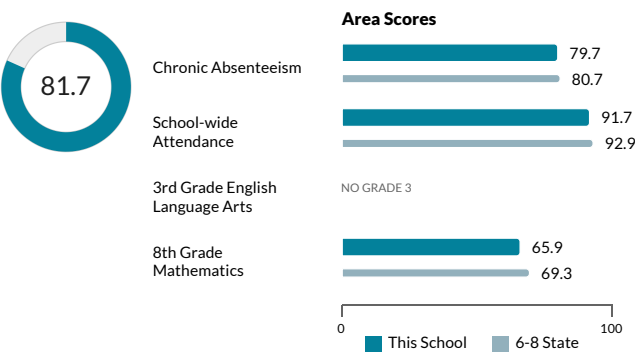 Area Scores
81.7
Chronic Absenteeism
79.7
80.7
School-wide
Attendance
91.7
92.9
3rd Grade English
Language Arts
NO GRADE 3
8th Grade
Mathematics
65.9
69.3
0 100
This School 6-8 State